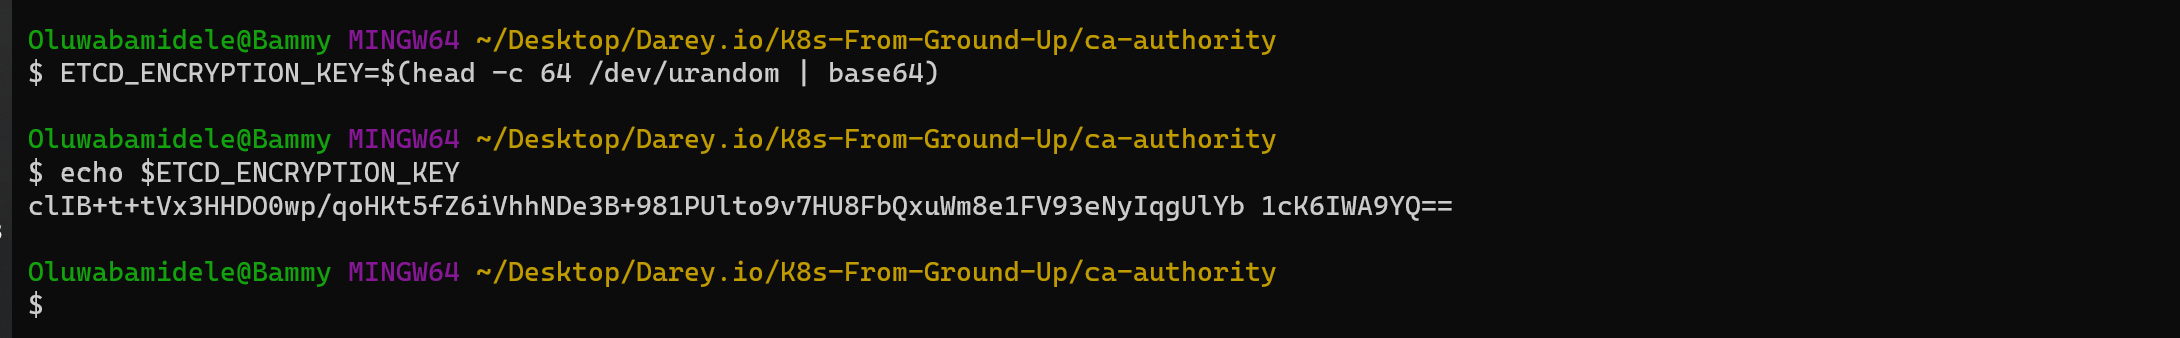 Oluwabamidele@Bammy MINGW64 ~/Desktop/Darey.io/K8s-From-Ground-Up/ca-authority
$ ETCD_ENCRYPTION_KEY=$(head -c 64 /dev/urandom | base64)
Oluwabamidele@Bammy MINGW64 ~/Desktop/Darey.io/K8s-From-Ground-Up/ca-authority
$ echo $ETCD_ENCRYPTION_KEY
clIB+t+tVx3HHDO0wp/qoHKt5fZ6iVhhNDe3B+981PUlto9v7HU8FbQxuWm8e1FV93eNyIqgUlYb 1cK6IWA9YQ==
Oluwabamidele@Bammy MINGW64 ~/Desktop/Darey.io/K8s-From-Ground-Up/ca-authority
$